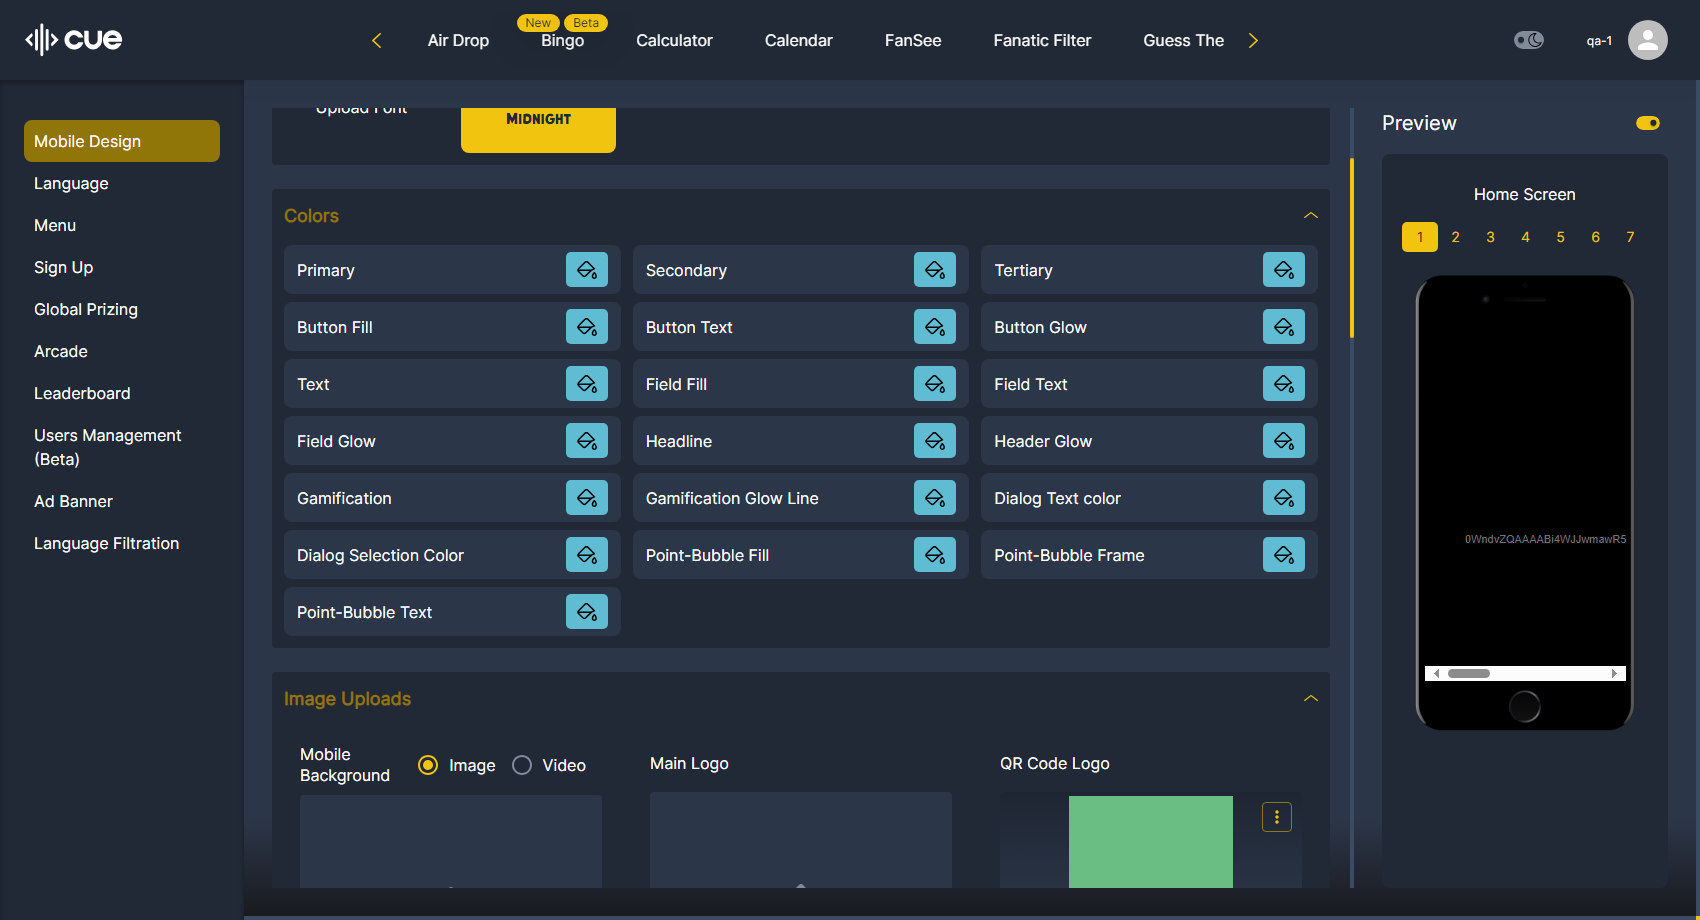 cue
Air Drop
New
Beta
Bingo
Calculator
Calendar
FanSee
Fanatic Filter
Guess The
qa-1
Mobile Design
Language
Menu
Sign Up
Global Prizing
Arcade
Leaderboard
Users Management
(Beta)
Ad Banner
Language Filtration
Upload Font
MIDNIGHT
Colors
Primary
Secondary
Tertiary
Button Fill
Button Text
Button Glow
Text
Field Fill
Field Text
Field Glow
Headline
Header Glow
Gamification
Gamification Glow Line
Dialog Text color
Dialog Selection Color
Point-Bubble Fill
Point-Bubble Frame
Point-Bubble Text
Image Uploads
Mobile
Background
Image
Video
Main Logo
QR Code Logo
Preview
Home Screen
1 2 3 4 5 6 7
0WndvZQAAAABi4WJJwmawR5